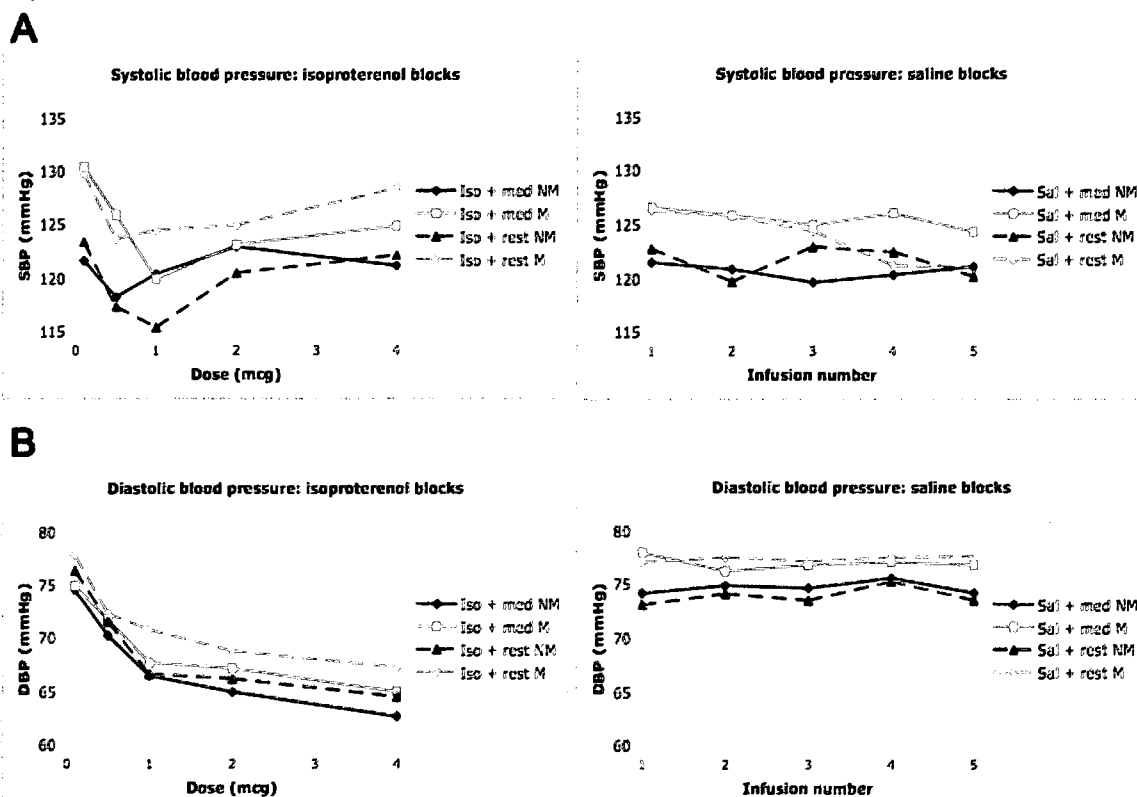 A
Systolic blood pressure: isoproterenol blocks
135
130
125
120
115
SBP (mmHg)
0 1 2 3 4
Dose (mcg)
Iso + med NM
Iso + med M
Iso + rest NM
Iso + rest M
Systolic blood pressure: saline blocks
135
130
125
120
115
SBP (mmHg)
1 2 3 4 5
Infusion number
Sal + med NM
Sal + med M
Sal + rest NM
Sal + rest M
B
Diastolic blood pressure: isoproterenol blocks
80
75
70
65
60
DBP (mmHg)
0 1 2 3 4
Dose (mcg)
Iso + med NM
Iso + med M
Iso + rest NM
Iso + rest M
Diastolic blood pressure: saline blocks
80
75
70
65
60
DBP (mmHg)
1 2 3 4 5
Infusion number
Sal + med NM
Sal + med M
Sal + rest NM
Sal + rest M